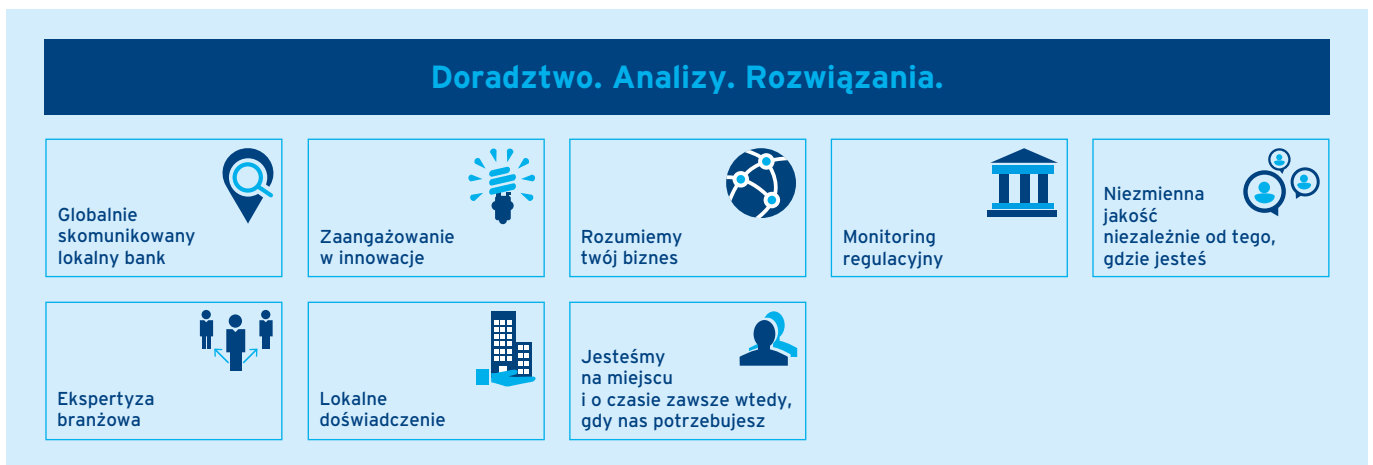 Doradztwo. Analizy. Rozwiązania.
Globalnie
skomunikowany
lokalny bank
Zaangażowanie
w innowacje
Rozumiemy
twój biznes
Monitoring
regulacyjny
Niezmienna
jakość
niezależnie od tego,
gdzie jesteś
Ekspertyza
branżowa
Lokalne
doświadczenie
Jesteśmy
na miejscu
i o czasie zawsze wtedy,
gdy nas potrzebujesz